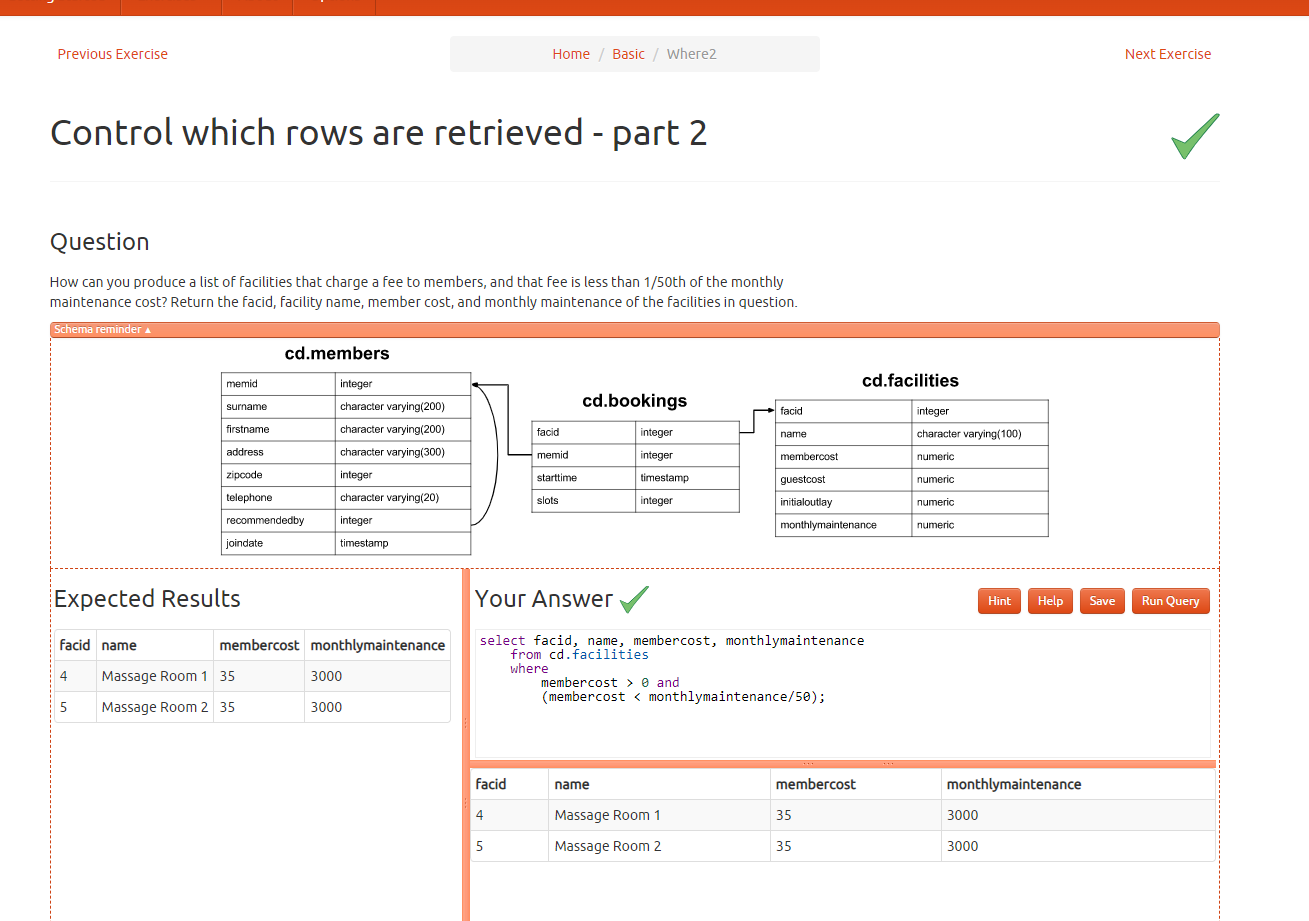 Previous Exercise
Home / Basic / Where2
Next Exercise
Control which rows are retrieved - part 2
Question
How can you produce a list of facilities that charge a fee to members, and that fee is less than 1/50th of the monthly
maintenance cost? Return the facid, facility name, member cost, and monthly maintenance of the facilities in question.
Schema reminder ▲
cd.members
memid integer
surname character varying(200)
firstname character varying(200)
address character varying(300)
zipcode integer
telephone character varying(20)
recommendedby integer
joindate timestamp
cd.bookings
facid integer
memid integer
starttime timestamp
slots integer
cd.facilities
facid integer
name character varying(100)
membercost numeric
guestcost numeric
initialoutlay numeric
monthlymaintenance numeric
Expected Results
facid name membercost monthlymaintenance
4 Massage Room 1 35 3000
5 Massage Room 2 35 3000
Your Answer
Hint Help Save Run Query
select facid, name, membercost, monthlymaintenance
from cd.facilities
where
membercost > 0 and
(membercost < monthlymaintenance/50);
facid name membercost monthlymaintenance
4 Massage Room 1 35 3000
5 Massage Room 2 35 3000